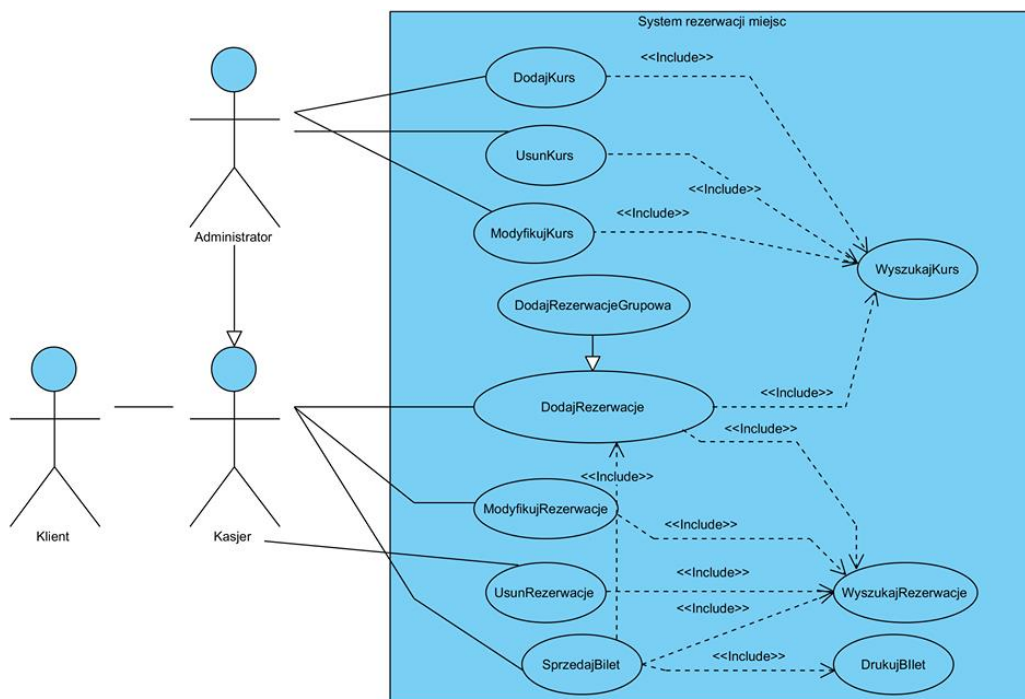 System rezerwacji miejsc
<<Include>>
DodajKurs
UsunKurs
<<Include>>
<<Include>>
ModyfikujKurs
Administrator
WyszukajKurs
DodajRezerwacjeGrupowa
<<Include>>
DodajRezerwacje
<<Include>>
<<Include>>
ModyfikujRezerwacje
<<Include>>
Klient
Kasjer
<<Include>>
UsunRezerwacje
WyszukajRezerwacje
<<Include>>
<<Include>>
SprzedajBilet
DrukujBIlet